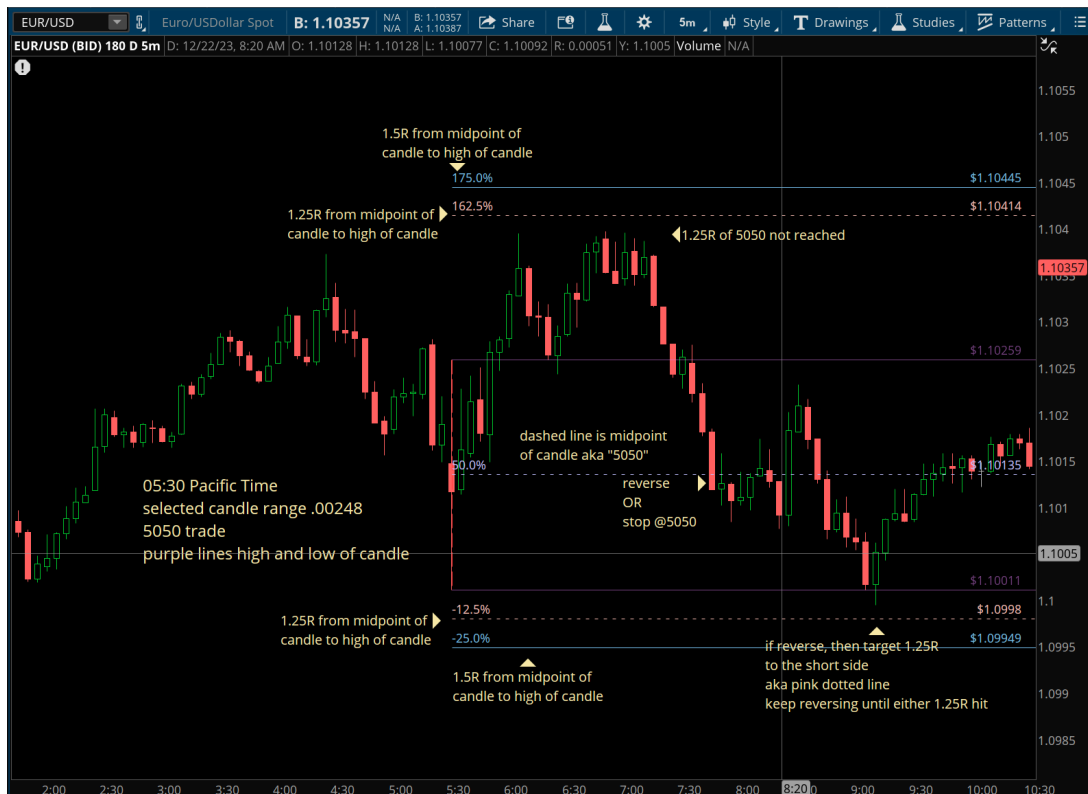 EUR/USD Euro/USDollar Spot B: 1.10357 N/A N/A B: 1.10357 A: 1.10387 Share 5m Style Drawings Studies Patterns
EUR/USD (BID) 180 D 5m D: 12/22/23, 8:20 AM O: 1.10128 H: 1.10128 L: 1.10077 C: 1.10092 R: 0.00051 Y: 1.1005 Volume N/A
1.1055
1.105
1.5R from midpoint of
candle to high of candle
175.0% $1.10445
1.1045
162.5% $1.10414
1.25R from midpoint of
candle to high of candle
1.104
1.25R of 5050 not reached
1.10357
1.1035
1.103
$1.10259
1.1025
1.102
dashed line is midpoint
of candle aka "5050"
50.0% $1.10135
1.1015
reverse
OR
stop @5050
05:30 Pacific Time
selected candle range .00248
5050 trade
purple lines high and low of candle
1.101
1.1005
$1.10011
1.1
-12.5% $1.0998
1.25R from midpoint of
candle to high of candle
-25.0% $1.09949
1.0995
1.5R from midpoint of
candle to high of candle
if reverse, then target 1.25R
to the short side
aka pink dotted line
keep reversing until either 1.25R hit
1.099
1.0985
2:00 2:30 3:00 3:30 4:00 4:30 5:00 5:30 6:00 6:30 7:00 7:30 8:00 8:20 9:00 9:30 10:00 10:30